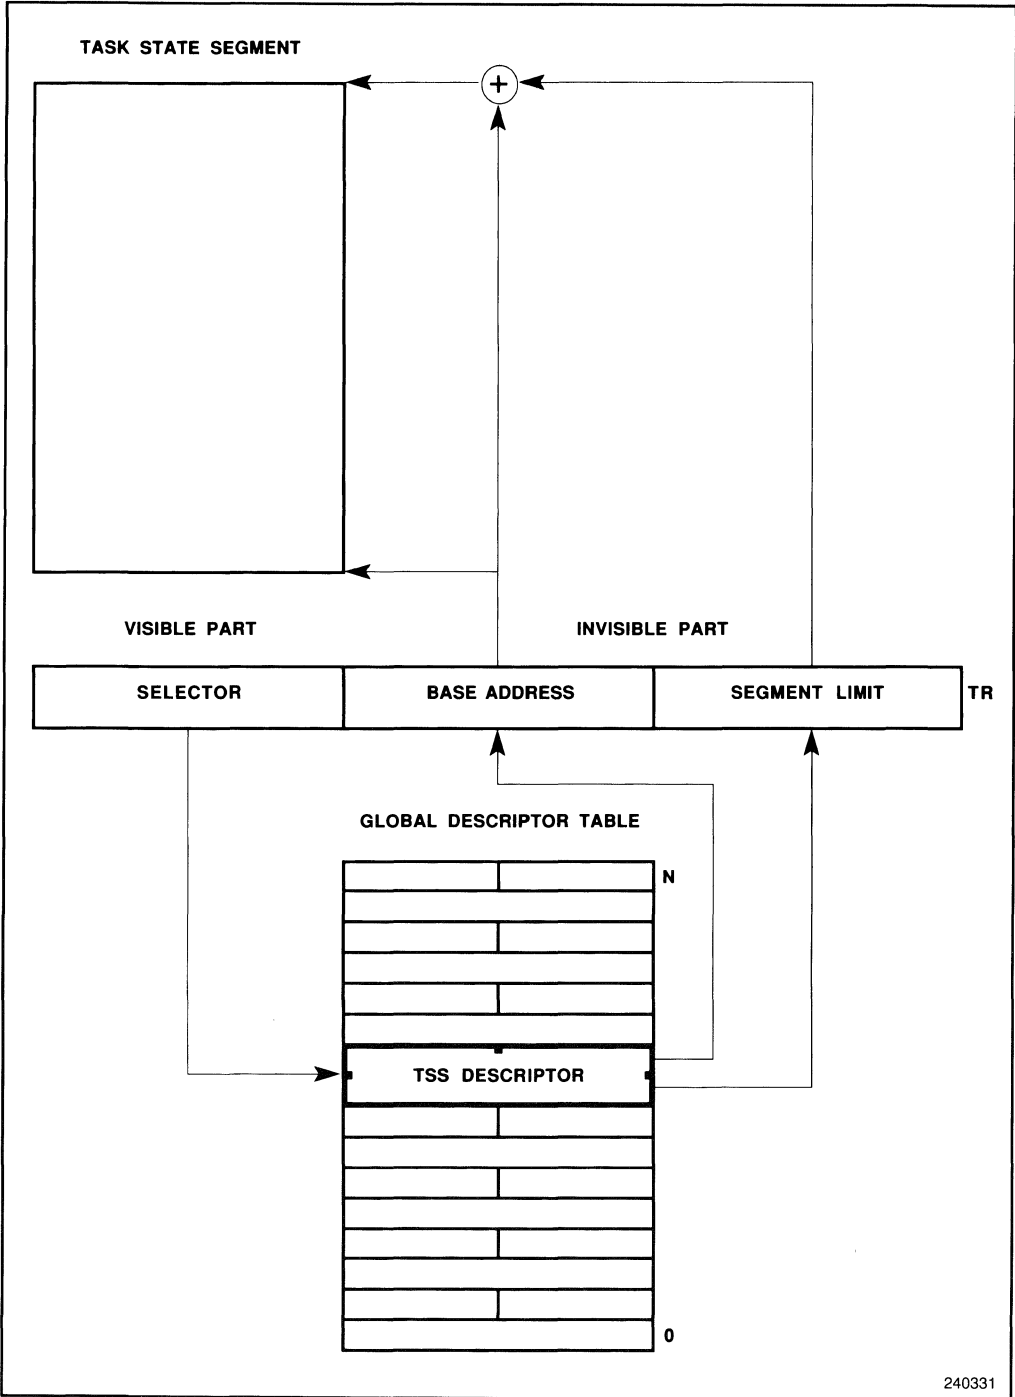 TASK STATE SEGMENT
+
VISIBLE PART
INVISIBLE PART
SELECTOR
BASE ADDRESS
SEGMENT LIMIT
TR
GLOBAL DESCRIPTOR TABLE
N
TSS DESCRIPTOR
0
240331